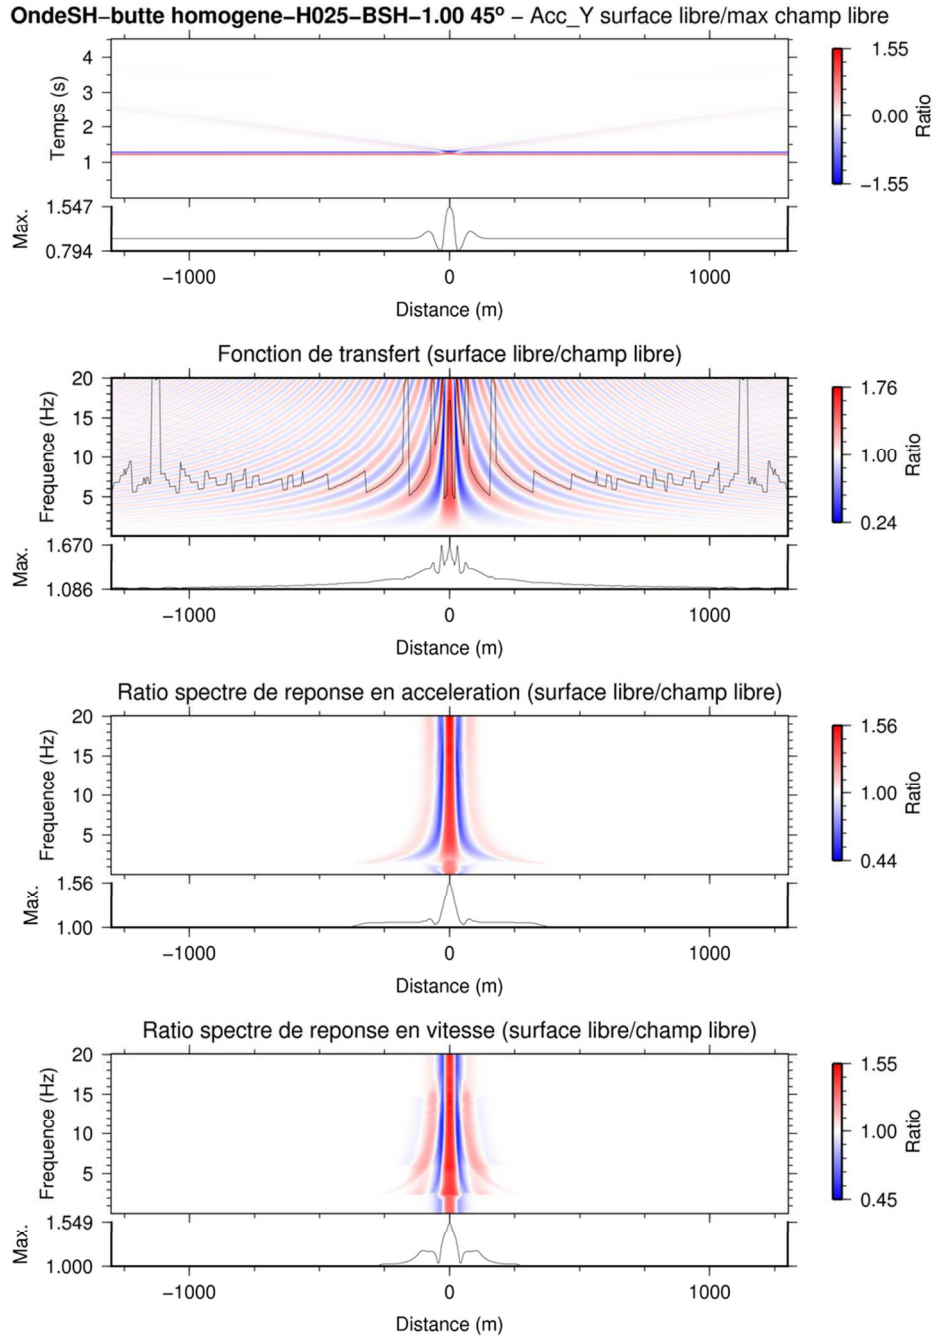 OndeSH−butte homogene−H025−BSH−1.00 45º − Acc_Y surface libre/max champ libre
Temps (s)
4
3
2
1
1.55
0.00
−1.55
Ratio
Max.
1.547
0.794
−1000
0
1000
Distance (m)
Fonction de transfert (surface libre/champ libre)
Frequence (Hz)
20
15
10
5
1.76
1.00
0.24
Ratio
Max.
1.670
1.086
−1000
0
1000
Distance (m)
Ratio spectre de reponse en acceleration (surface libre/champ libre)
Frequence (Hz)
20
15
10
5
1.56
1.00
0.44
Ratio
Max.
1.56
1.00
−1000
0
1000
Distance (m)
Ratio spectre de reponse en vitesse (surface libre/champ libre)
Frequence (Hz)
20
15
10
5
1.55
1.00
0.45
Ratio
Max.
1.549
1.000
−1000
0
1000
Distance (m)